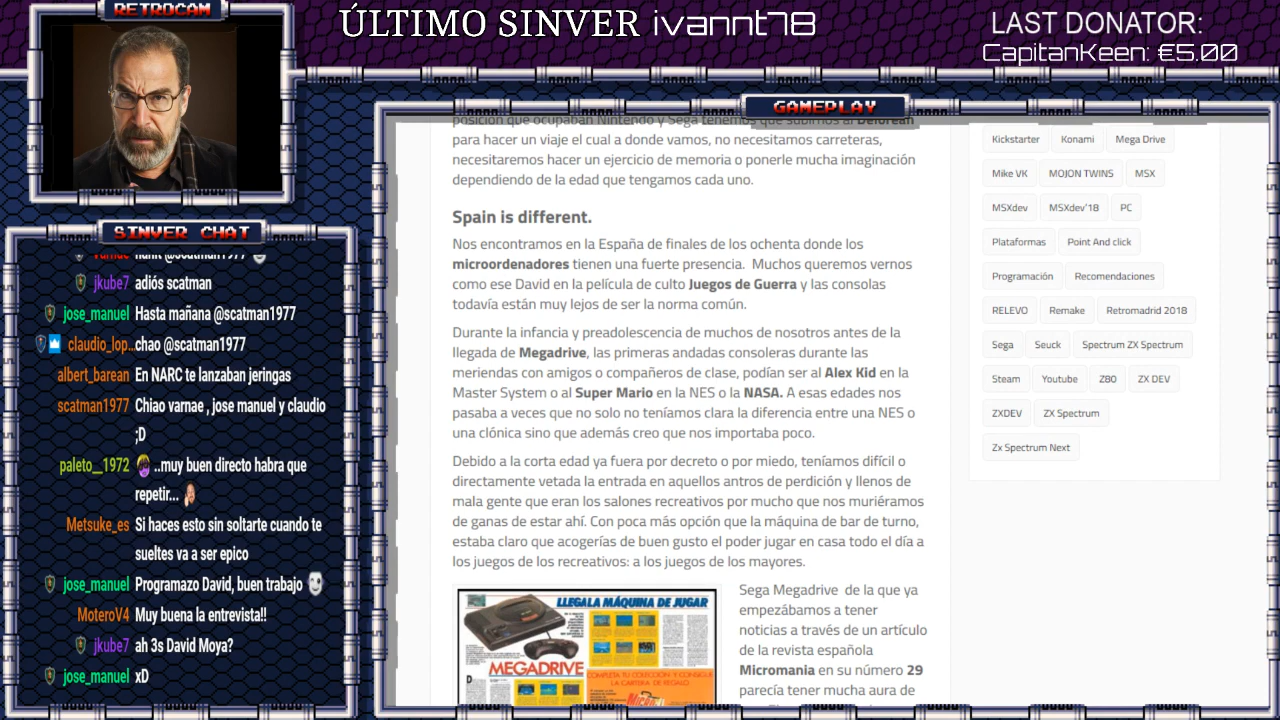 RETROCAM
ÚLTIMO SINVER ivannt78
LAST DONATOR:
CapitanKeen: €5.00
SINVER CHAT
varnae hank @scatman1977
jkube7 adiós scatman
jose_manuel Hasta mañana @scatman1977
claudio_lop... chao @scatman1977
albert_barean En NARC te lanzaban jeringas
scatman1977 Chiao varnae , jose manuel y claudio
;D
paleto__1972 ..muy buen directo habra que
repetir...
Metsuke_es Si haces esto sin soltarte cuando te
sueltes va a ser epico
jose_manuel Programazo David, buen trabajo
MoteroV4 Muy buena la entrevista!!
jkube7 ah 3s David Moya?
jose_manuel xD
GAMEPLAY
posición que ocupaban Nintendo y Sega tenemos que subirnos al Delorean
para hacer un viaje el cual a donde vamos, no necesitamos carreteras,
necesitaremos hacer un ejercicio de memoria o ponerle mucha imaginación
dependiendo de la edad que tengamos cada uno.
Spain is different.
Nos encontramos en la España de finales de los ochenta donde los
microordenadores tienen una fuerte presencia. Muchos queremos vernos
como ese David en la película de culto Juegos de Guerra y las consolas
todavía están muy lejos de ser la norma común.
Durante la infancia y preadolescencia de muchos de nosotros antes de la
llegada de Megadrive, las primeras andadas consoleras durante las
meriendas con amigos o compañeros de clase, podían ser al Alex Kid en la
Master System o al Super Mario en la NES o la NASA. A esas edades nos
pasaba a veces que no solo no teníamos clara la diferencia entre una NES o
una clónica sino que además creo que nos importaba poco.
Debido a la corta edad ya fuera por decreto o por miedo, teníamos difícil o
directamente vetada la entrada en aquellos antros de perdición y llenos de
mala gente que eran los salones recreativos por mucho que nos muriéramos
de ganas de estar ahí. Con poca más opción que la máquina de bar de turno,
estaba claro que acogerías de buen gusto el poder jugar en casa todo el día a
los juegos de los recreativos: a los juegos de los mayores.
LLEGA LA MÁQUINA DE JUGAR
MEGADRIVE
COMPLETA TU COLECCIÓN Y CONSIGUE
LA CARTERA DE REGALO
Sega Megadrive de la que ya
empezábamos a tener
noticias a través de un artículo
de la revista española
Micromania en su número 29
parecía tener mucha aura de
Kickstarter Konami Mega Drive
Mike VK MOJON TWINS MSX
MSXdev MSXdev'18 PC
Plataformas Point And click
Programación Recomendaciones
RELEVO Remake Retromadrid 2018
Sega Seuck Spectrum ZX Spectrum
Steam Youtube Z80 ZX DEV
ZXDEV ZX Spectrum
Zx Spectrum Next